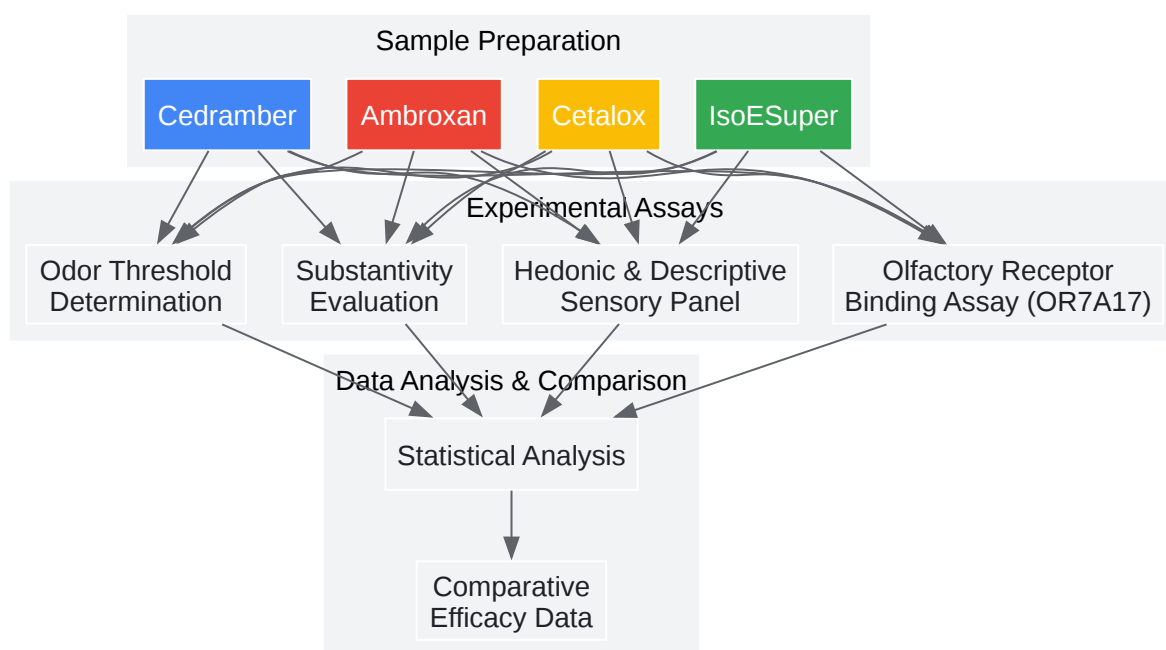 Sample Preparation
Cedramber
Ambroxan
Cetalox
IsoESuper
Experimental Assays
Odor Threshold
Determination
Substantivity
Evaluation
Hedonic & Descriptive
Sensory Panel
Olfactory Receptor
Binding Assay (OR7A17)
Data Analysis & Comparison
Statistical Analysis
Comparative
Efficacy Data